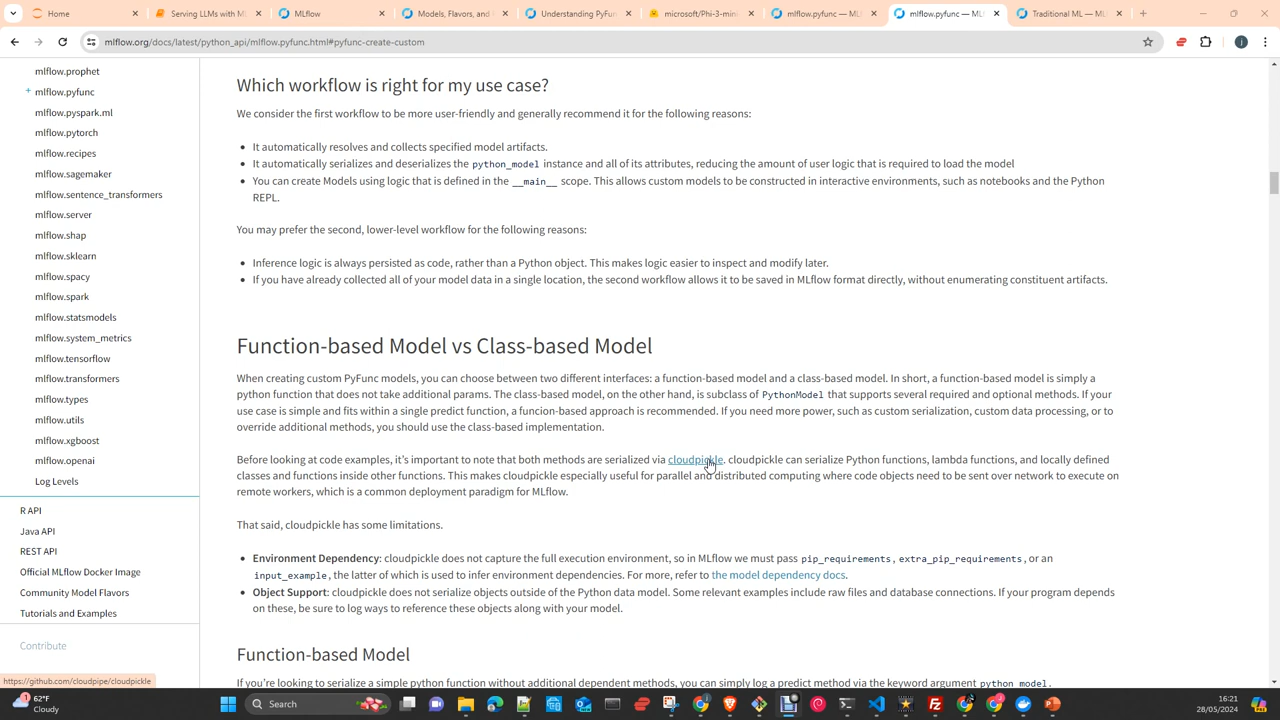 Home
Serving LLMs with ML
MLflow
Models, Flavors, and
Understanding PyFun
microsoft/Phi-3-mini
mlflow.pyfunc — ML
mlflow.pyfunc — ML
Traditional ML — ML
mlflow.org/docs/latest/python_api/mlflow.pyfunc.html#pyfunc-create-custom
mlflow.prophet
mlflow.pyfunc
mlflow.pyspark.ml
mlflow.pytorch
mlflow.recipes
mlflow.sagemaker
mlflow.sentence_transformers
mlflow.server
mlflow.shap
mlflow.sklearn
mlflow.spacy
mlflow.spark
mlflow.statsmodels
mlflow.system_metrics
mlflow.tensorflow
mlflow.transformers
mlflow.types
mlflow.utils
mlflow.xgboost
mlflow.openai
Log Levels
R API
Java API
REST API
Official MLflow Docker Image
Community Model Flavors
Tutorials and Examples
Contribute
Which workflow is right for my use case?
We consider the first workflow to be more user-friendly and generally recommend it for the following reasons:
• It automatically resolves and collects specified model artifacts.
• It automatically serializes and deserializes the python_model instance and all of its attributes, reducing the amount of user logic that is required to load the model
• You can create Models using logic that is defined in the __main__ scope. This allows custom models to be constructed in interactive environments, such as notebooks and the Python
REPL.
You may prefer the second, lower-level workflow for the following reasons:
• Inference logic is always persisted as code, rather than a Python object. This makes logic easier to inspect and modify later.
• If you have already collected all of your model data in a single location, the second workflow allows it to be saved in MLflow format directly, without enumerating constituent artifacts.
Function-based Model vs Class-based Model
When creating custom PyFunc models, you can choose between two different interfaces: a function-based model and a class-based model. In short, a function-based model is simply a
python function that does not take additional params. The class-based model, on the other hand, is subclass of PythonModel that supports several required and optional methods. If your
use case is simple and fits within a single predict function, a funcion-based approach is recommended. If you need more power, such as custom serialization, custom data processing, or to
override additional methods, you should use the class-based implementation.
Before looking at code examples, it's important to note that both methods are serialized via cloudpickle. cloudpickle can serialize Python functions, lambda functions, and locally defined
classes and functions inside other functions. This makes cloudpickle especially useful for parallel and distributed computing where code objects need to be sent over network to execute on
remote workers, which is a common deployment paradigm for MLflow.
That said, cloudpickle has some limitations.
• Environment Dependency: cloudpickle does not capture the full execution environment, so in MLflow we must pass pip_requirements, extra_pip_requirements, or an
input_example, the latter of which is used to infer environment dependencies. For more, refer to the model dependency docs.
• Object Support: cloudpickle does not serialize objects outside of the Python data model. Some relevant examples include raw files and database connections. If your program depends
on these, be sure to log ways to reference these objects along with your model.
Function-based Model
If you're looking to serialize a simple python function without additional dependent methods, you can simply log a predict method via the keyword argument python_model.
https://github.com/cloudpipe/cloudpickle
62°F
Cloudy
Search
16:21
28/05/2024